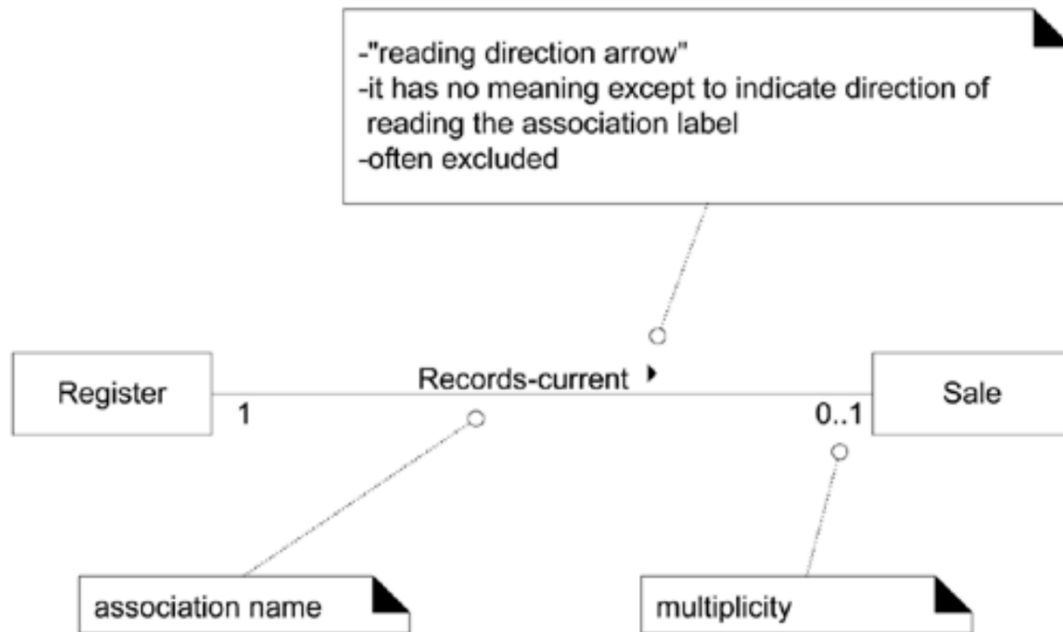 -"reading direction arrow"
-it has no meaning except to indicate direction of
reading the association label
-often excluded
Records-current
Register
Sale
1
0..1
association name
multiplicity